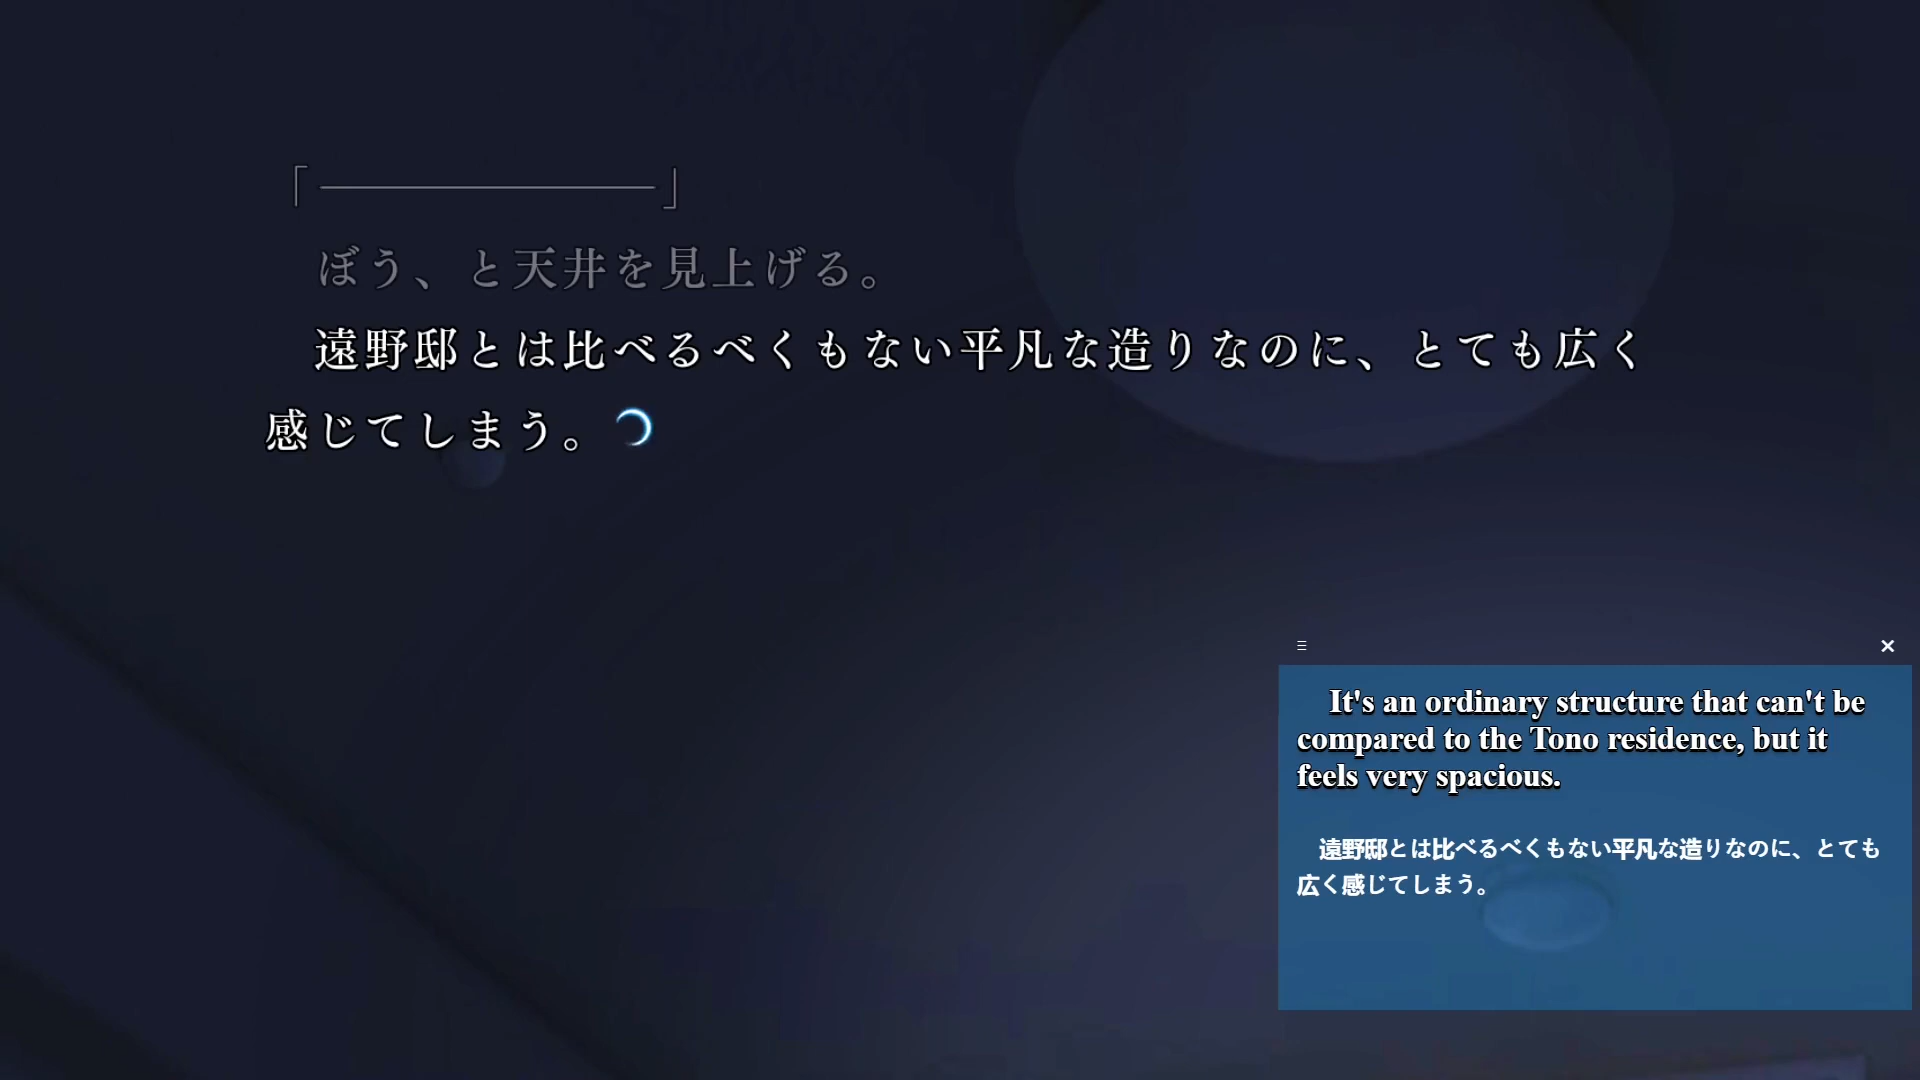 「―――――――」
ぼう、と天井を見上げる。
遠野邸とは比べるべくもない平凡な造りなのに、とても広く
感じてしまう。
It's an ordinary structure that can't be
compared to the Tono residence, but it
feels very spacious.
遠野邸とは比べるべくもない平凡な造りなのに、とても
広く感じてしまう。